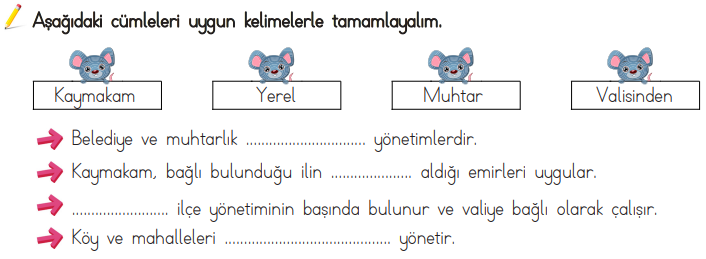 Aşağıdaki cümleleri uygun kelimelerle tamamlayalım.
Kaymakam Yerel Muhtar Valisinden
Belediye ve muhtarlık .............................. yönetimlerdir.
Kaymakam, bağlı bulunduğu ilin ..................... aldığı emirleri uygular.
......................... ilçe yönetiminin başında bulunur ve valiye bağlı olarak çalışır.
Köy ve mahalleleri ........................................... yönetir.